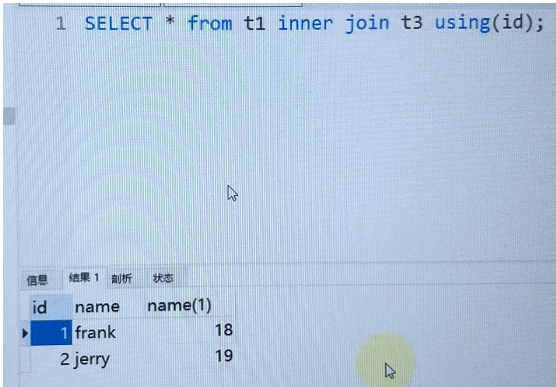 1 SELECT * from t1 inner join t3 using(id);
信息 结果 1 剖析 状态
id name name(1)
1 frank 18
2 jerry 19